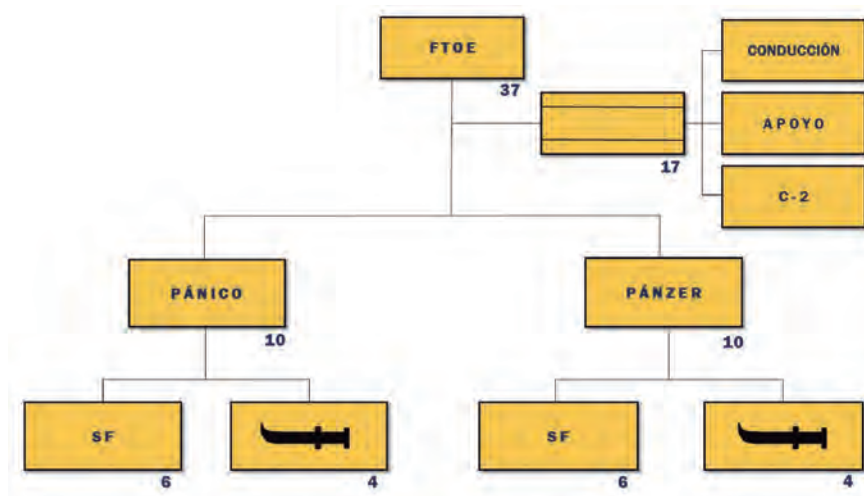 FTOE
37
CONDUCCIÓN
APOYO
17
C-2
PÁNICO
10
PÁNZER
10
SF
6
4
SF
6
4